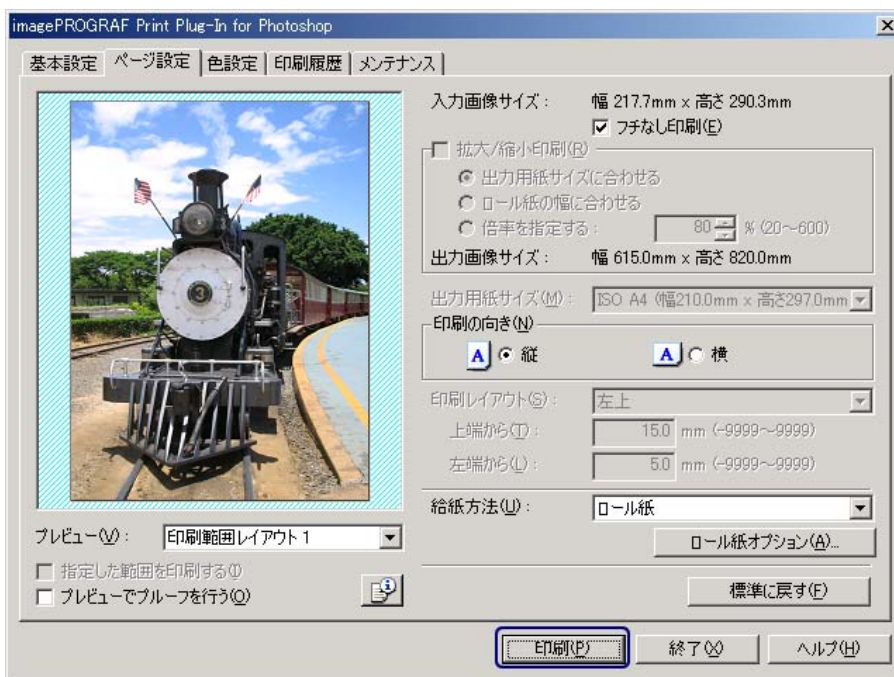 imagePROGRAF Print Plug-In for Photoshop
基本設定 ページ設定 色設定 印刷履歴 メンテナンス
入力画像サイズ： 幅 217.7mm x 高さ 290.3mm
フチなし印刷(E)
拡大/縮小印刷(R)
出力用紙サイズに合わせる
ロール紙の幅に合わせる
倍率を指定する： 80 % (20～600)
出力画像サイズ： 幅 615.0mm x 高さ 820.0mm
出力用紙サイズ(M)： ISO A4 (幅210.0mm x 高さ297.0mm
印刷の向き(N)
A 縦 A 横
印刷レイアウト(S)： 左上
上端から(T)： 15.0 mm (-9999～9999)
左端から(L)： 5.0 mm (-9999～9999)
給紙方法(U)： ロール紙
ロール紙オプション(A)...
標準に戻す(F)
3
プレビュー(V)： 印刷範囲レイアウト 1
指定した範囲を印刷する(I)
プレビューでプルーフを行う(O)
印刷(P) 終了(X) ヘルプ(H)